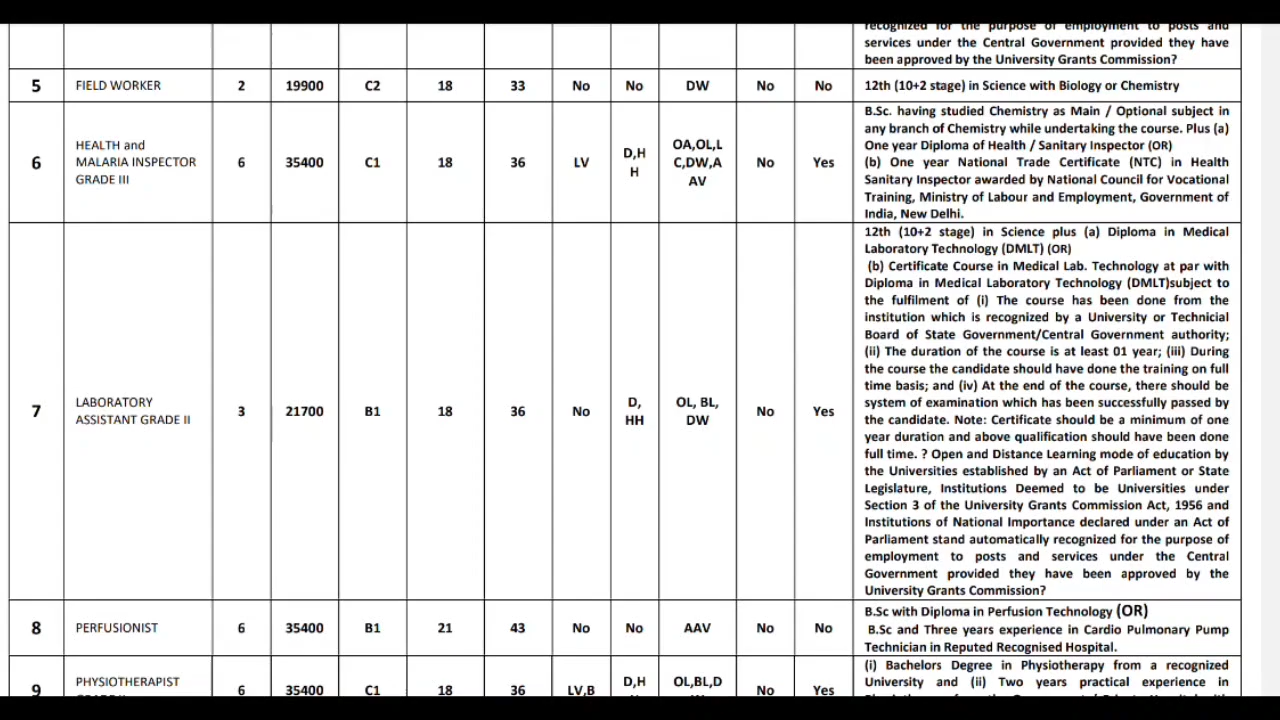 recognized for the purpose of employment to posts and
services under the Central Government provided they have
been approved by the University Grants Commission?
5 FIELD WORKER 2 19900 C2 18 33 No No DW No No 12th (10+2 stage) in Science with Biology or Chemistry
6
HEALTH and
MALARIA INSPECTOR
GRADE III
6 35400 C1 18 36 LV
D,H
H
OA,OL,L
C,DW,A
AV
No Yes
B.Sc. having studied Chemistry as Main / Optional subject in
any branch of Chemistry while undertaking the course. Plus (a)
One year Diploma of Health / Sanitary Inspector (OR)
(b) One year National Trade Certificate (NTC) in Health
Sanitary Inspector awarded by National Council for Vocational
Training, Ministry of Labour and Employment, Government of
India, New Delhi.
7
LABORATORY
ASSISTANT GRADE II
3 21700 B1 18 36 No
D,
HH
OL, BL,
DW
No Yes
12th (10+2 stage) in Science plus (a) Diploma in Medical
Laboratory Technology (DMLT) (OR)
(b) Certificate Course in Medical Lab. Technology at par with
Diploma in Medical Laboratory Technology (DMLT)subject to
the fulfilment of (i) The course has been done from the
institution which is recognized by a University or Technicial
Board of State Government/Central Government authority;
(ii) The duration of the course is at least 01 year; (iii) During
the course the candidate should have done the training on full
time basis; and (iv) At the end of the course, there should be
system of examination which has been successfully passed by
the candidate. Note: Certificate should be a minimum of one
year duration and above qualification should have been done
full time. ? Open and Distance Learning mode of education by
the Universities established by an Act of Parliament or State
Legislature, Institutions Deemed to be Universities under
Section 3 of the University Grants Commission Act, 1956 and
Institutions of National Importance declared under an Act of
Parliament stand automatically recognized for the purpose of
employment to posts and services under the Central
Government provided they have been approved by the
University Grants Commission?
8 PERFUSIONIST 6 35400 B1 21 43 No No AAV No No
B.Sc with Diploma in Perfusion Technology (OR)
B.Sc and Three years experience in Cardio Pulmonary Pump
Technician in Reputed Recognised Hospital.
9
PHYSIOTHERAPIST
6 35400 C1 18 36 LV,B
D,H
OL,BL,D
No Yes
(i) Bachelors Degree in Physiotherapy from a recognized
University and (ii) Two years practical experience in